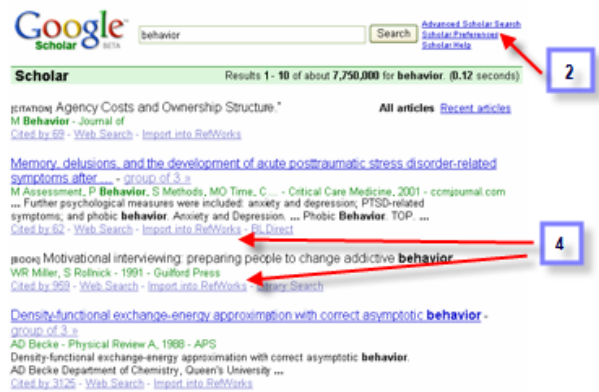 Google
Scholar BETA
behavior
Search
Advanced Scholar Search
Scholar Preferences
Scholar Help
2
Scholar
Results 1 - 10 of about 7,750,000 for behavior. (0.12 seconds)
[CITATION] Agency Costs and Ownership Structure."
All articles Recent articles
M Behavior - Journal of
Cited by 69 - Web Search - Import into RefWorks
Memory, delusions, and the development of acute posttraumatic stress disorder-related
symptoms after ... - group of 3 »
M Assessment, P Behavior, S Methods, MO Time, C... - Critical Care Medicine, 2001 - ccmjournal.com
... Further psychological measures were included: anxiety and depression; PTSD-related
symptoms; and phobic behavior. Anxiety and Depression. ... Phobic Behavior. TOP. ...
Cited by 62 - Web Search - Import into RefWorks - BL Direct
4
[BOOK] Motivational interviewing: preparing people to change addictive behavior
WR Miller, S Rollnick - 1991 - Guilford Press
Cited by 959 - Web Search - Import into RefWorks - Library Search
Density-functional exchange-energy approximation with correct asymptotic behavior -
group of 3 »
AD Becke - Physical Review A, 1988 - APS
Density-functional exchange-energy approximation with correct asymptotic behavior.
AD Becke Department of Chemistry, Queen's University ...
Cited by 3125 - Web Search - Import into RefWorks